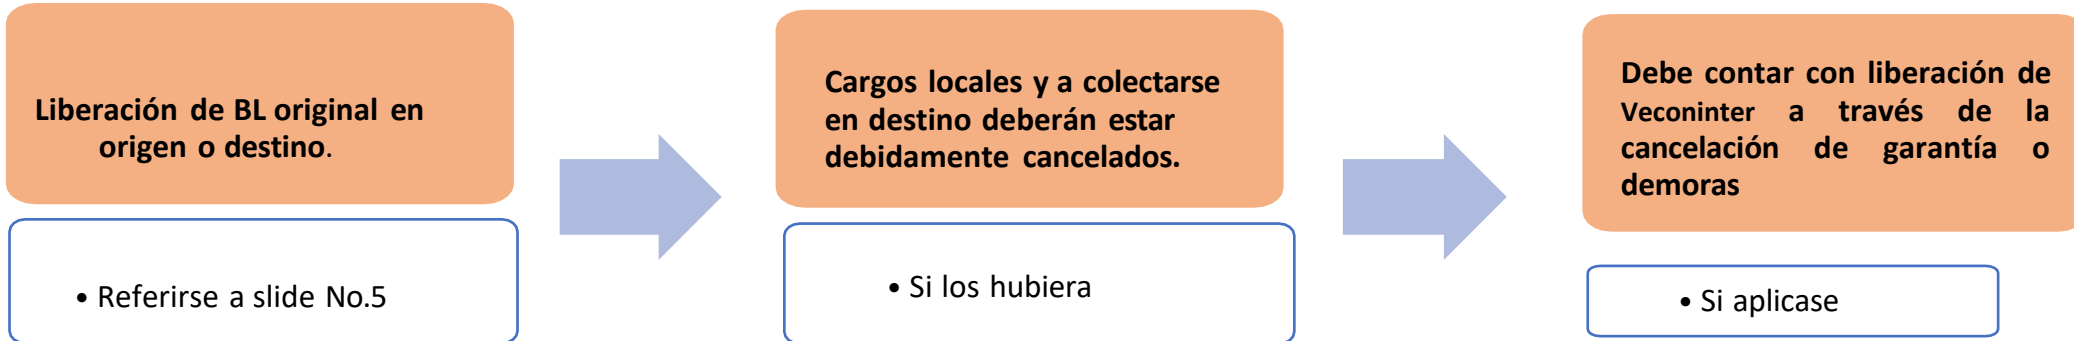 Liberación de BL original en
origen o destino.
• Referirse a slide No.5
Cargos locales y a colectarse
en destino deberán estar
debidamente cancelados.
• Si los hubiera
Debe contar con liberación de
Veconinter a través de la
cancelación de garantía o
demoras
• Si aplicase